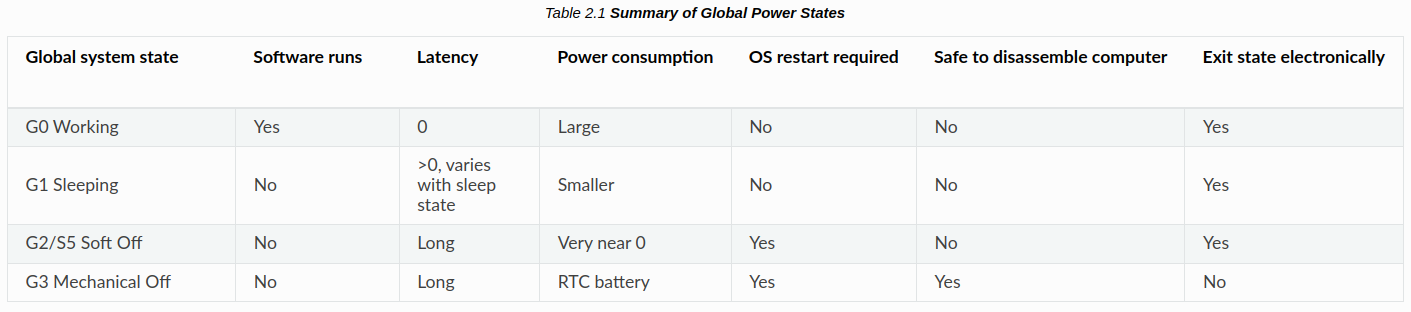 Table 2.1 Summary of Global Power States
Global system state Software runs Latency Power consumption OS restart required Safe to disassemble computer Exit state electronically
G0 Working Yes 0 Large No No Yes
G1 Sleeping No >0, varies with sleep state Smaller No No Yes
G2/S5 Soft Off No Long Very near 0 Yes No Yes
G3 Mechanical Off No Long RTC battery Yes Yes No